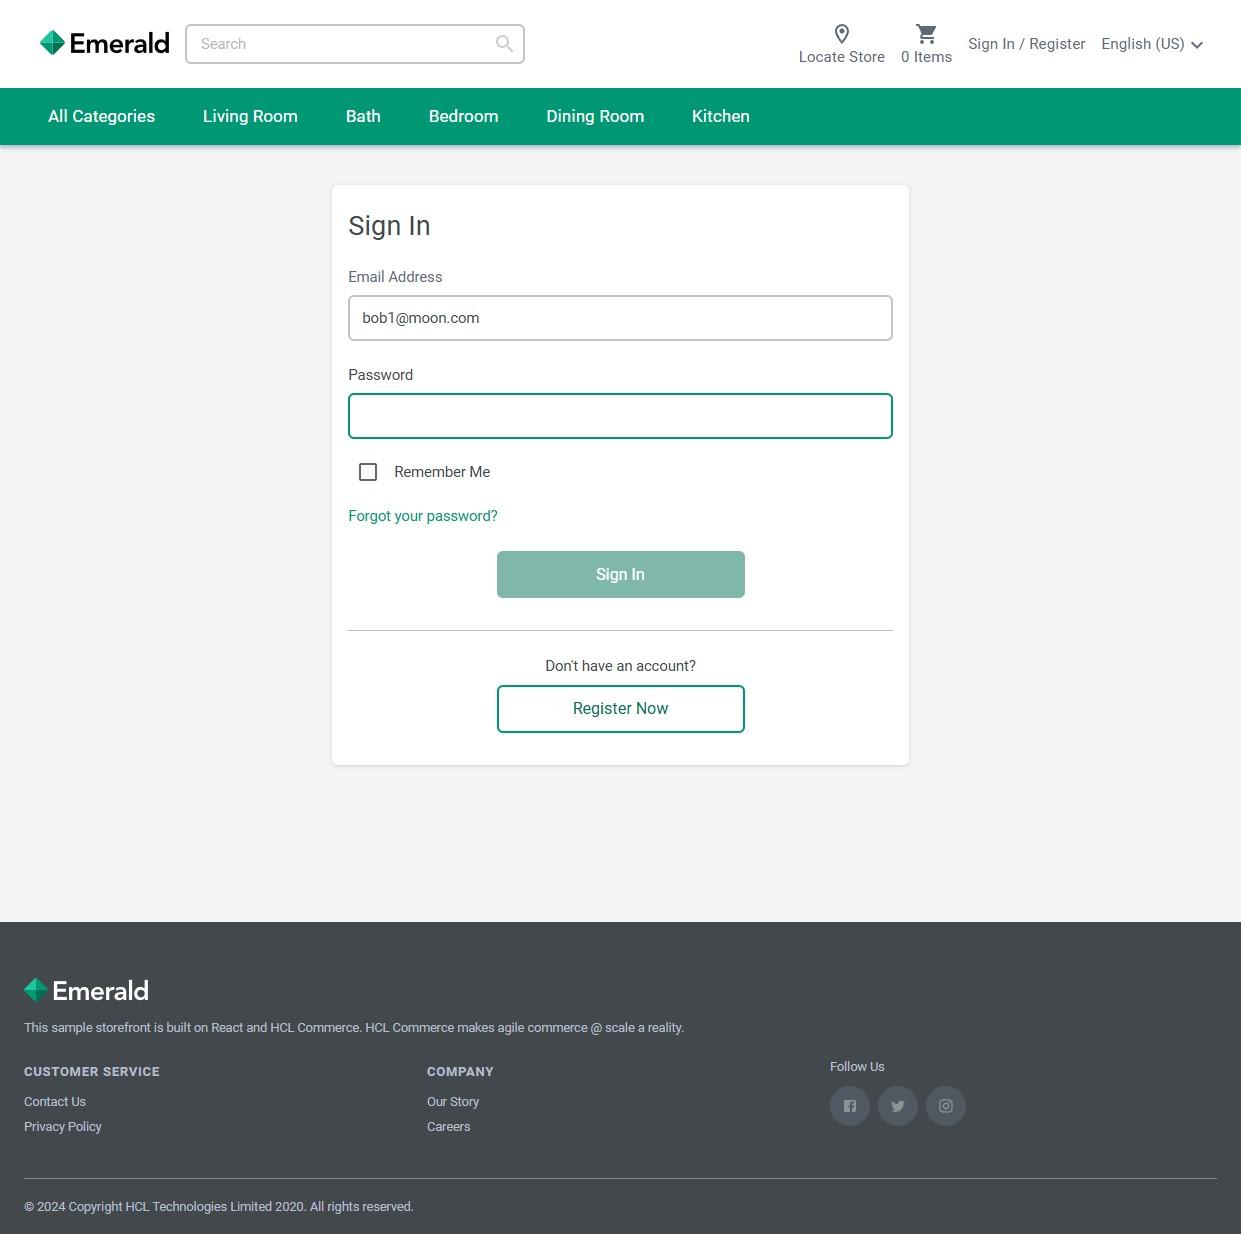 Emerald
Search
Locate Store
0 Items
Sign In / Register
English (US)
All Categories
Living Room
Bath
Bedroom
Dining Room
Kitchen
Sign In
Email Address
bob1@moon.com
Password
Remember Me
Forgot your password?
Sign In
Don't have an account?
Register Now
Emerald
This sample storefront is built on React and HCL Commerce. HCL Commerce makes agile commerce @ scale a reality.
CUSTOMER SERVICE
Contact Us
Privacy Policy
COMPANY
Our Story
Careers
Follow Us
© 2024 Copyright HCL Technologies Limited 2020. All rights reserved.